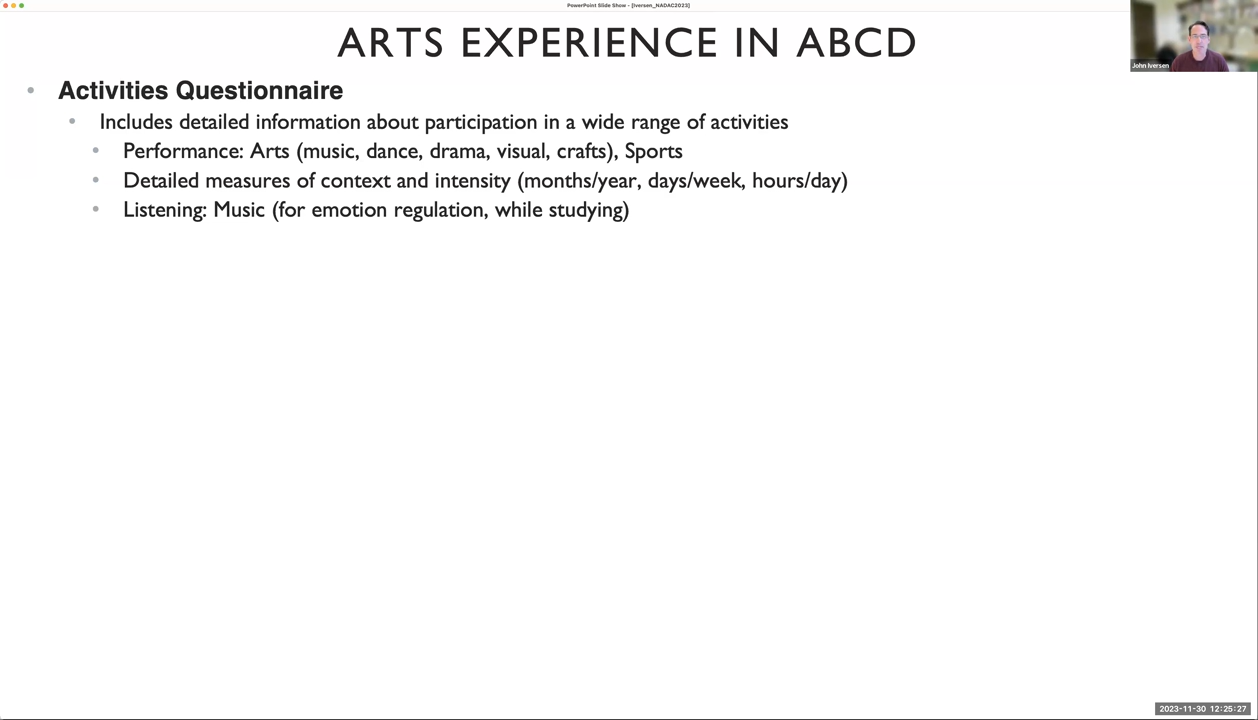 PowerPoint Slide Show - [Iversen_NADAC2023]
ARTS EXPERIENCE IN ABCD
John Iversen
• Activities Questionnaire
• Includes detailed information about participation in a wide range of activities
• Performance: Arts (music, dance, drama, visual, crafts), Sports
• Detailed measures of context and intensity (months/year, days/week, hours/day)
• Listening: Music (for emotion regulation, while studying)
2023-11-30 12:25:27